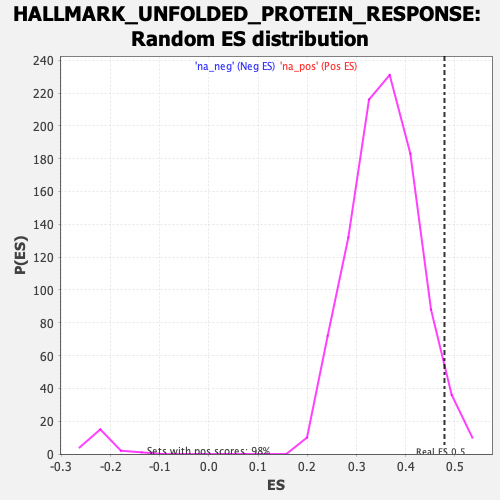 HALLMARK_UNFOLDED_PROTEIN_RESPONSE:
Random ES distribution
'na_neg' (Neg ES) 'na_pos' (Pos ES)
240
220
200
180
160
140
120
100
80
60
40
20
0
P(ES)
Sets with pos scores: 98%
Real ES 0.5
-0.3 -0.2 -0.1 0.0 0.1 0.2 0.3 0.4 0.5
ES